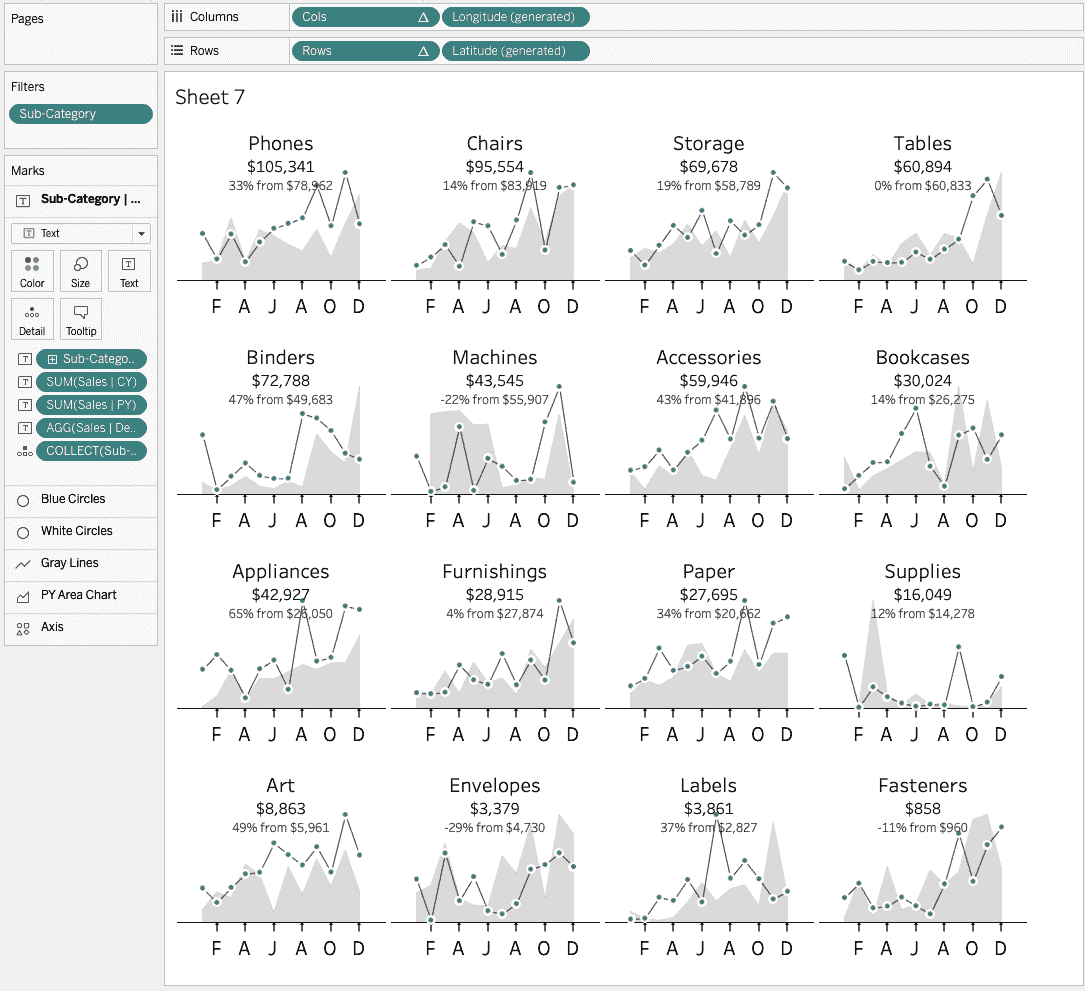 Pages
Columns
Cols
Longitude (generated)
Rows
Rows
Latitude (generated)
Filters
Sub-Category
Marks
Sub-Category | ...
Text
Color
Size
Text
Detail
Tooltip
Sub-Catego..
SUM(Sales | CY)
SUM(Sales | PY)
AGG(Sales | De..
COLLECT(Sub-..
Blue Circles
White Circles
Gray Lines
PY Area Chart
Axis
Sheet 7
Phones
$105,341
33% from $78,962
F A J A O D
Chairs
$95,554
14% from $83,919
F A J A O D
Storage
$69,678
19% from $58,789
F A J A O D
Tables
$60,894
0% from $60,833
F A J A O D
Binders
$72,788
47% from $49,683
F A J A O D
Machines
$43,545
-22% from $55,907
F A J A O D
Accessories
$59,946
43% from $41,896
F A J A O D
Bookcases
$30,024
14% from $26,275
F A J A O D
Appliances
$42,927
65% from $26,050
F A J A O D
Furnishings
$28,915
4% from $27,874
F A J A O D
Paper
$27,695
34% from $20,662
F A J A O D
Supplies
$16,049
12% from $14,278
F A J A O D
Art
$8,863
49% from $5,961
F A J A O D
Envelopes
$3,379
-29% from $4,730
F A J A O D
Labels
$3,861
37% from $2,827
F A J A O D
Fasteners
$858
-11% from $960
F A J A O D